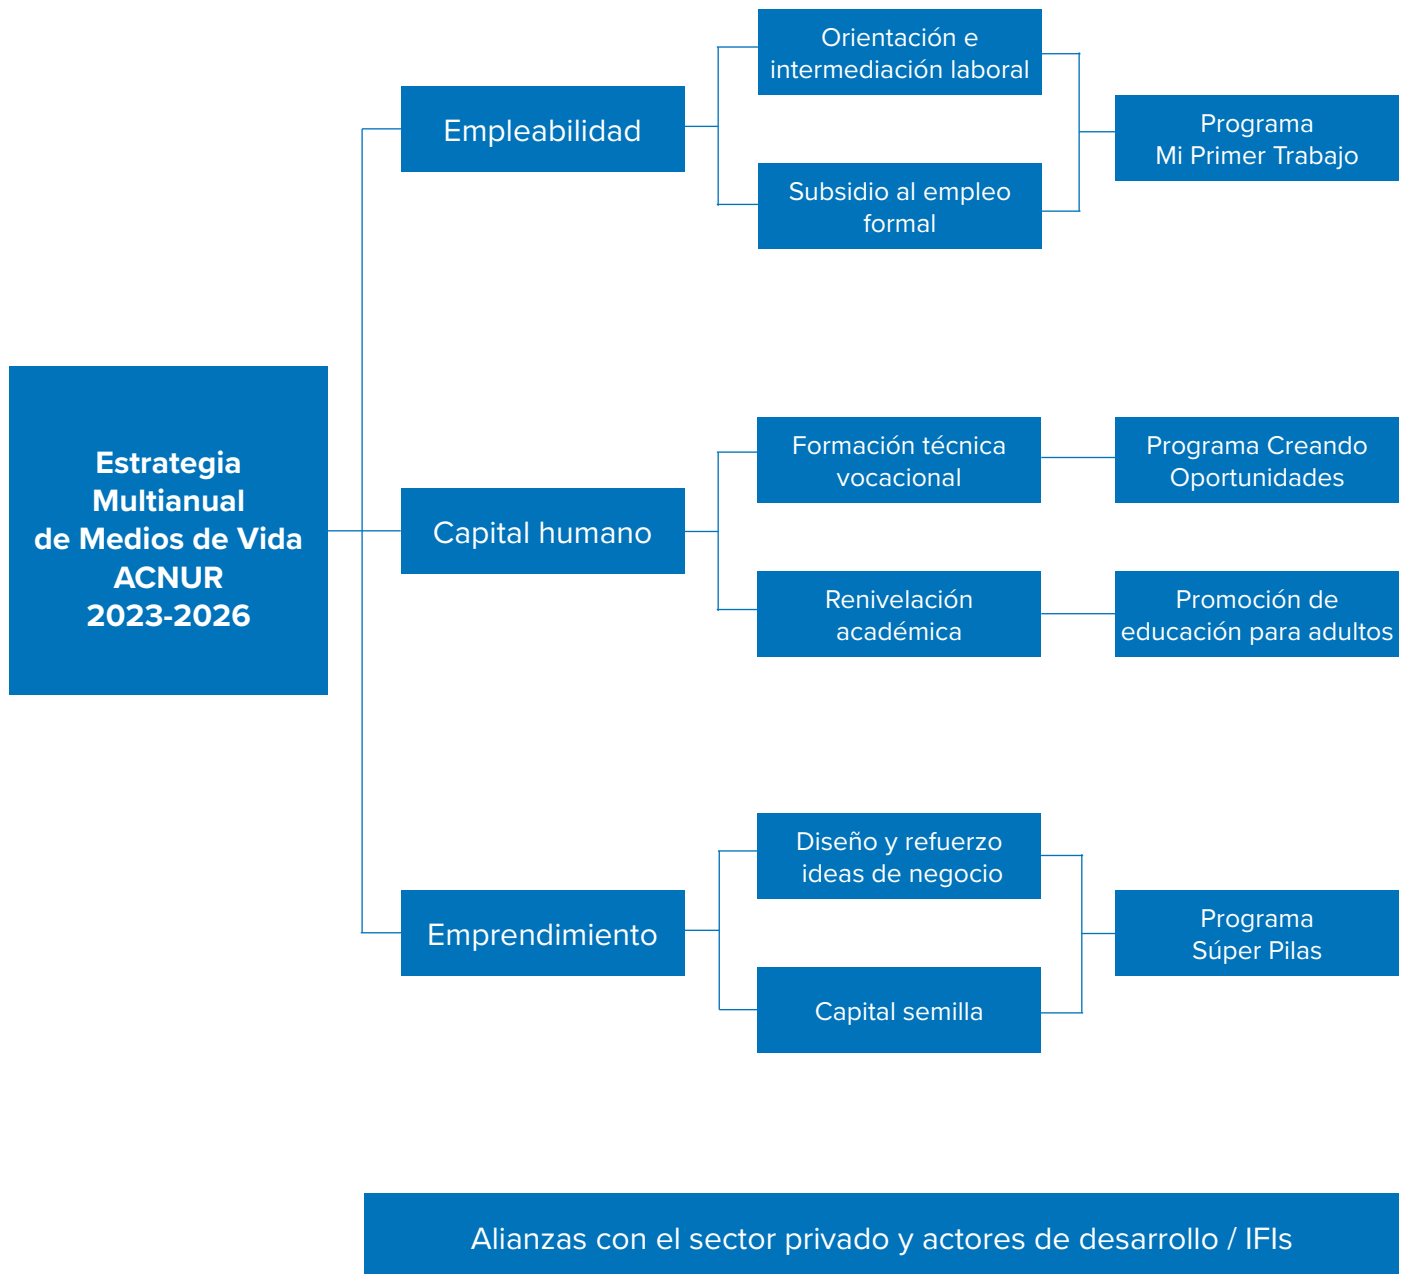 Estrategia
Multianual
de Medios de Vida
ACNUR
2023-2026
Empleabilidad
Orientación e
intermediación laboral
Subsidio al empleo
formal
Programa
Mi Primer Trabajo
Capital humano
Formación técnica
vocacional
Programa Creando
Oportunidades
Renivelación
académica
Promoción de
educación para adultos
Emprendimiento
Diseño y refuerzo
ideas de negocio
Capital semilla
Programa
Súper Pilas
Alianzas con el sector privado y actores de desarrollo / IFIs